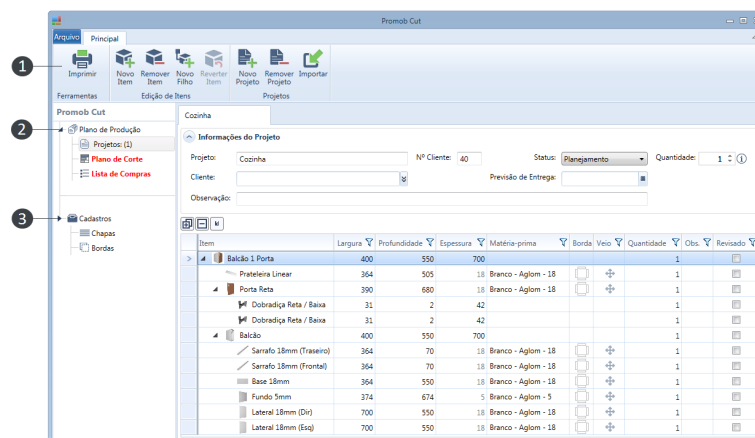 Promob Cut
Arquivo Principal
1
Imprimir Novo Item Remover Item Novo Filho Reverter Item Novo Projeto Remover Projeto Importar
Ferramentas Edição de Itens Projetos
Promob Cut
Cozinha
2
Plano de Produção
Projetos: (1)
Plano de Corte
Lista de Compras
3
Cadastros
Chapas
Bordas
Informações do Projeto
Projeto: Cozinha Nº Cliente: 40 Status: Planejamento Quantidade: 1
Cliente: Previsão de Entrega:
Observação:
Item Largura Profundidade Espessura Matéria-prima Borda Veio Quantidade Obs. Revisado
Balcão 1 Porta 400 550 700 1
Prateleira Linear 364 505 18 Branco - Aglom - 18 1
Porta Reta 390 680 18 Branco - Aglom - 18 1
Dobradiça Reta / Baixa 31 2 42 1
Dobradiça Reta / Baixa 31 2 42 1
Balcão 400 550 700 1
Sarrafo 18mm (Traseiro) 364 70 18 Branco - Aglom - 18 1
Sarrafo 18mm (Frontal) 364 70 18 Branco - Aglom - 18 1
Base 18mm 364 550 18 Branco - Aglom - 18 1
Fundo 5mm 374 674 5 Branco - Aglom - 5 1
Lateral 18mm (Dir) 700 550 18 Branco - Aglom - 18 1
Lateral 18mm (Esq) 700 550 18 Branco - Aglom - 18 1